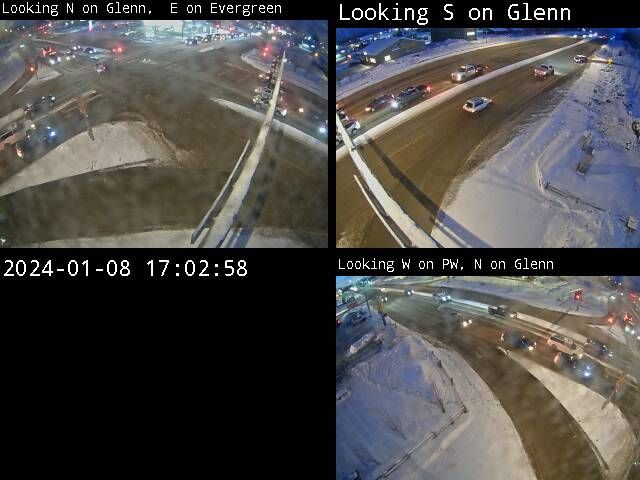 Looking N on Glenn,  E on Evergreen
Looking S on Glenn
2024-01-08 17:02:58
Looking W on PW, N on Glenn